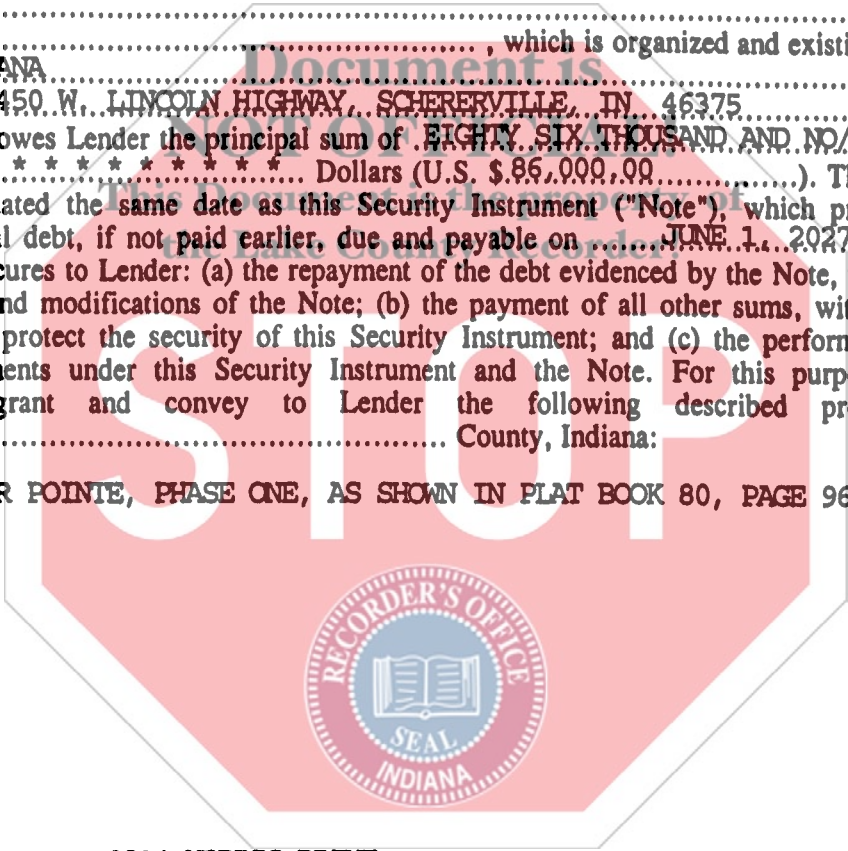 , which is organized and existi
Document is
ANA
450 W. LINCOLN HIGHWAY, SCHERERVILLE, IN 46375
NOT OFFICIAL!
owes Lender the principal sum of EIGHTY SIX THOUSAND AND NO/
* * * * * * * * * Dollars (U.S. $ 86,000.00 ). Th
This Document is the property of
ated the same date as this Security Instrument ("Note"), which pr
l debt, if not paid earlier, due and payable on JUNE 1, 2027
the Lake County Recorder!
cures to Lender: (a) the repayment of the debt evidenced by the Note,
nd modifications of the Note; (b) the payment of all other sums, wit
protect the security of this Security Instrument; and (c) the perform
ents under this Security Instrument and the Note. For this purp
grant and convey to Lender the following described pr
County, Indiana:
STOP
R POINTE, PHASE ONE, AS SHOWN IN PLAT BOOK 80, PAGE 96
RECORDER'S OFFICE
SEAL
INDIANA